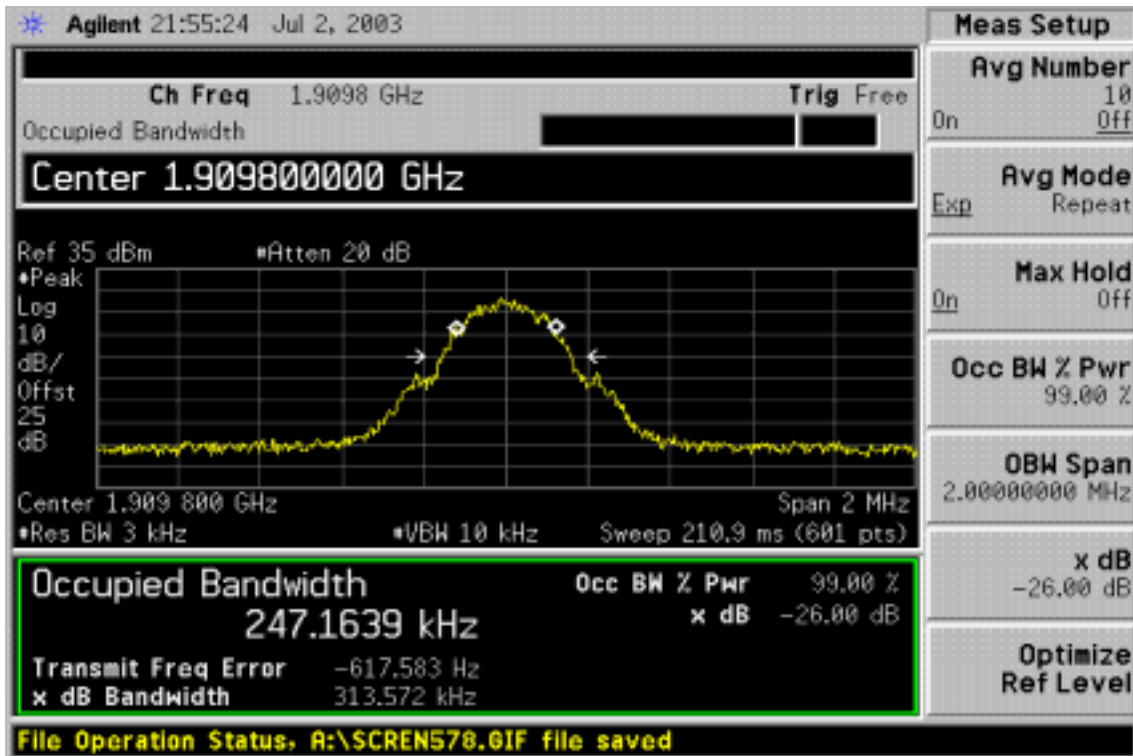 Agilent 21:55:24 Jul 2, 2003
Ch Freq 1.9098 GHz Trig Free
Occupied Bandwidth
Center 1.909800000 GHz
Ref 35 dBm #Atten 20 dB
#Peak
Log
10
dB/
Offst
25
dB
Center 1.909 800 GHz Span 2 MHz
#Res BW 3 kHz #VBW 10 kHz Sweep 210.9 ms (601 pts)
Occupied Bandwidth
247.1639 kHz
Occ BW % Pwr 99.00 %
x dB -26.00 dB
Transmit Freq Error -617.583 Hz
x dB Bandwidth 313.572 kHz
Meas Setup
Avg Number
10
On Off
Avg Mode
Exp Repeat
Max Hold
On Off
Occ BW % Pwr
99.00 %
OBW Span
2.00000000 MHz
x dB
-26.00 dB
Optimize
Ref Level
File Operation Status, A:\SCREN578.GIF file saved